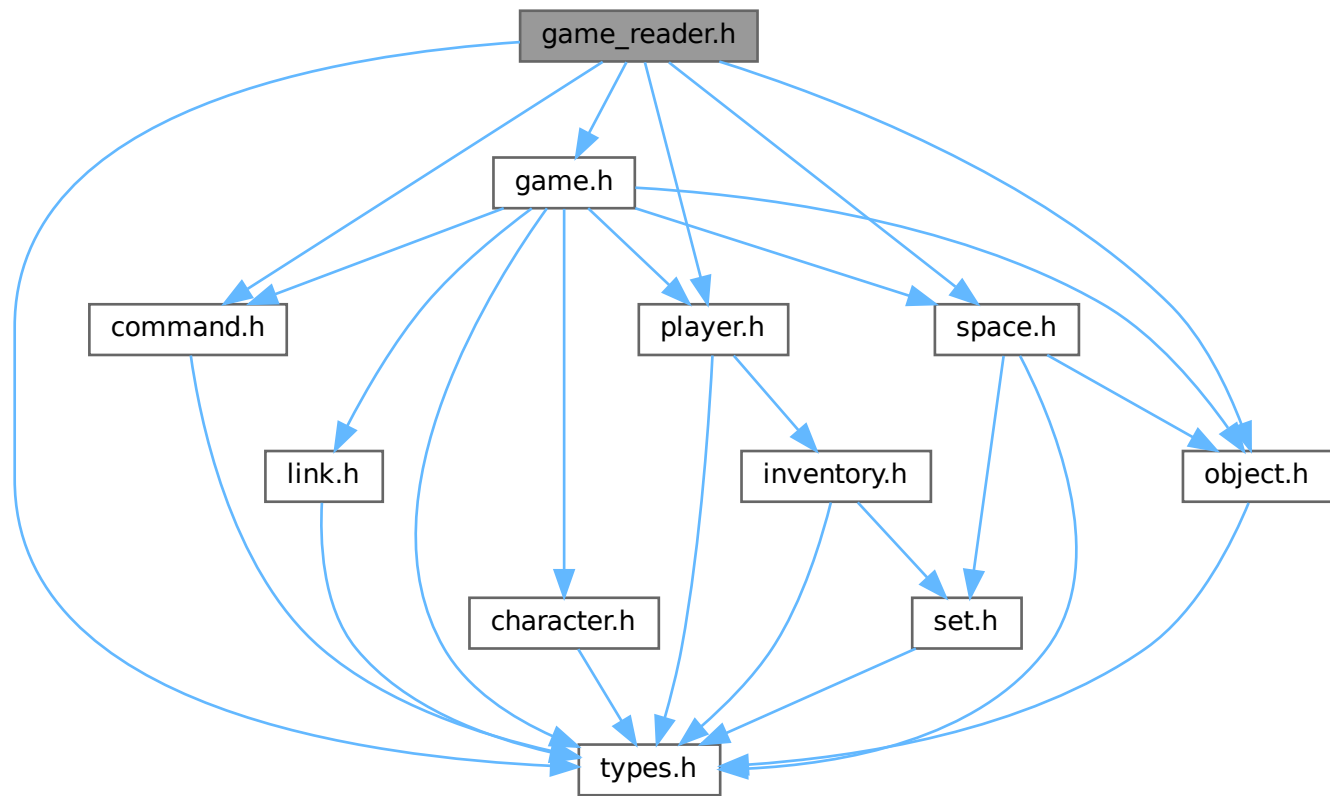 game_reader.h
game.h
command.h
player.h
space.h
link.h
inventory.h
object.h
character.h
set.h
types.h